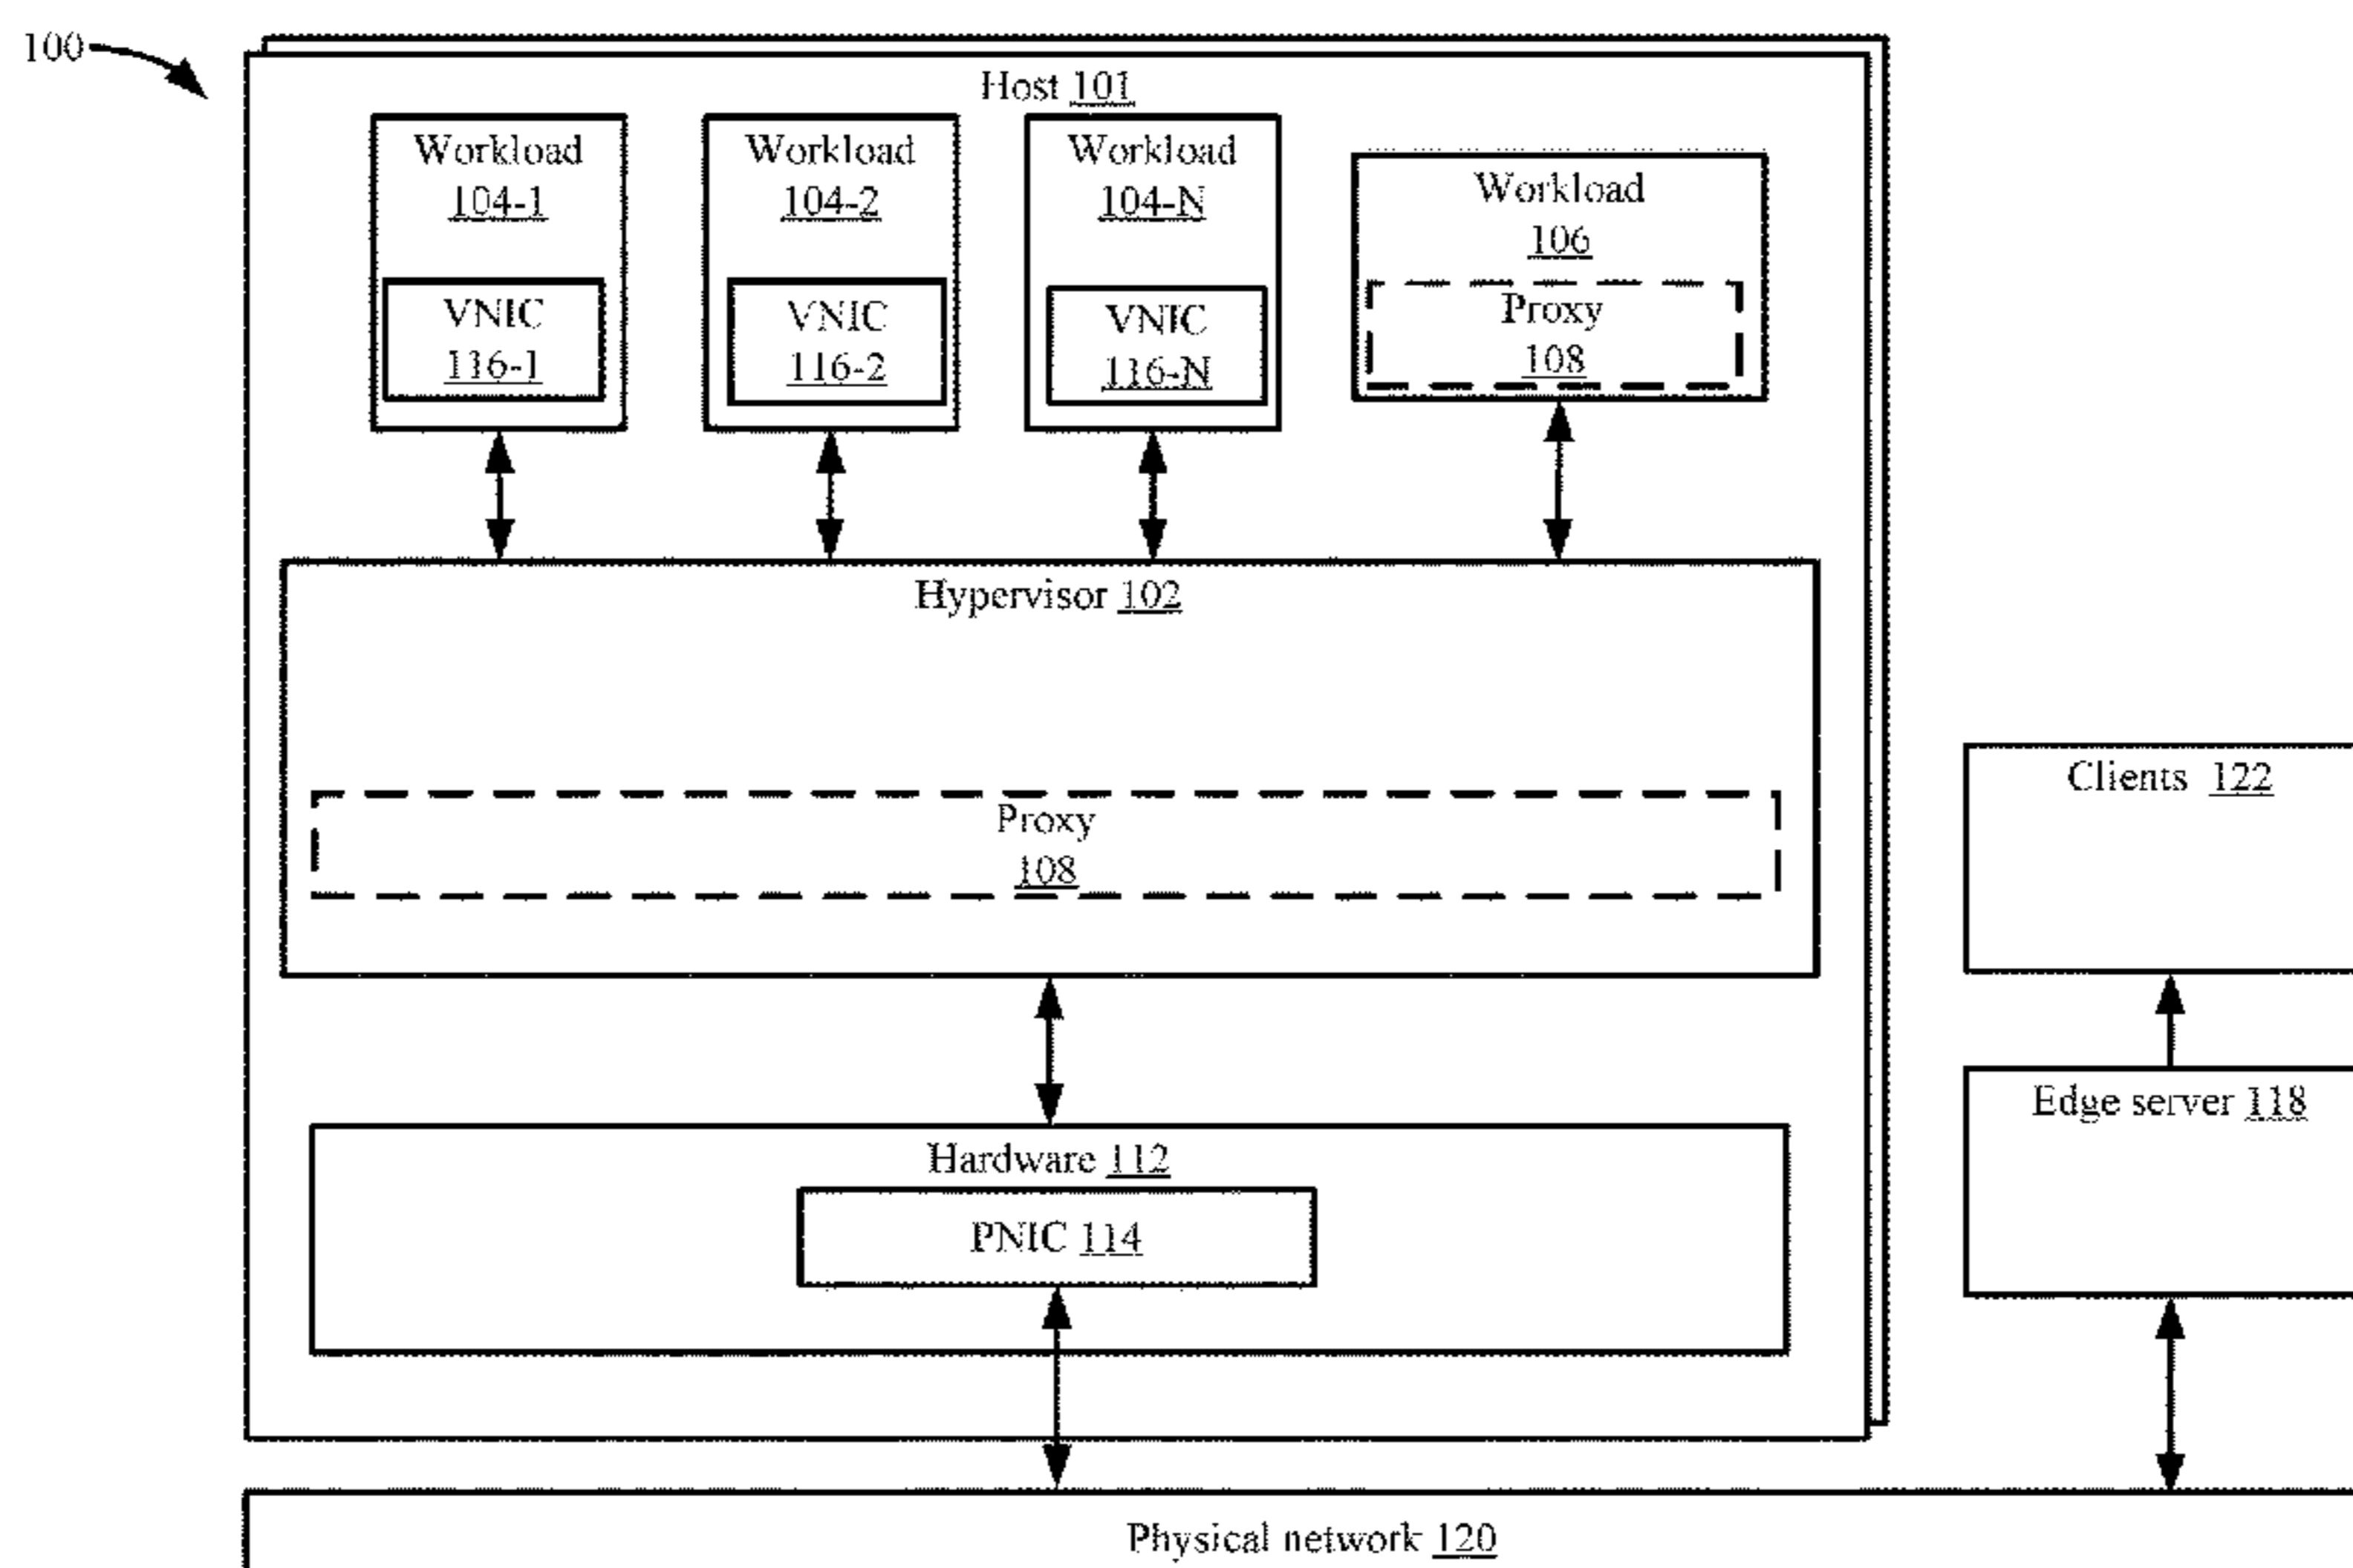 100
Host 101
Workload
104-1
VNIC
116-1
Workload
104-2
VNIC
116-2
Workload
104-N
VNIC
116-N
Workload
106
Proxy
108
Hypervisor 102
Proxy
108
Clients 122
Edge server 118
Hardware 112
PNIC 114
Physical network 120